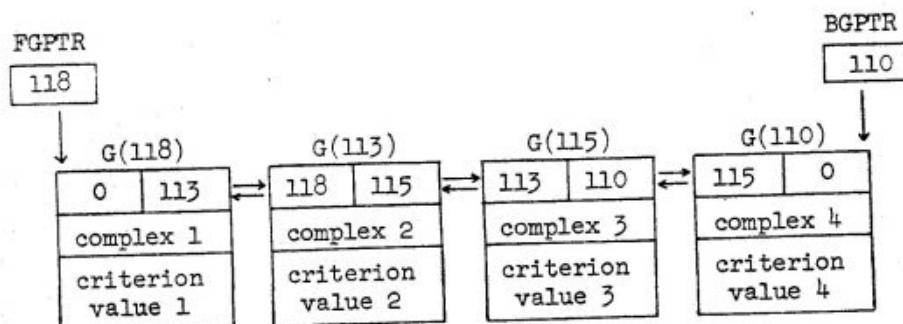 FGPTR
BGPTR
118
110
G(118)
G(113)
G(115)
G(110)
0 113
118 115
113 110
115 0
complex 1
complex 2
complex 3
complex 4
criterion
value 1
criterion
value 2
criterion
value 3
criterion
value 4